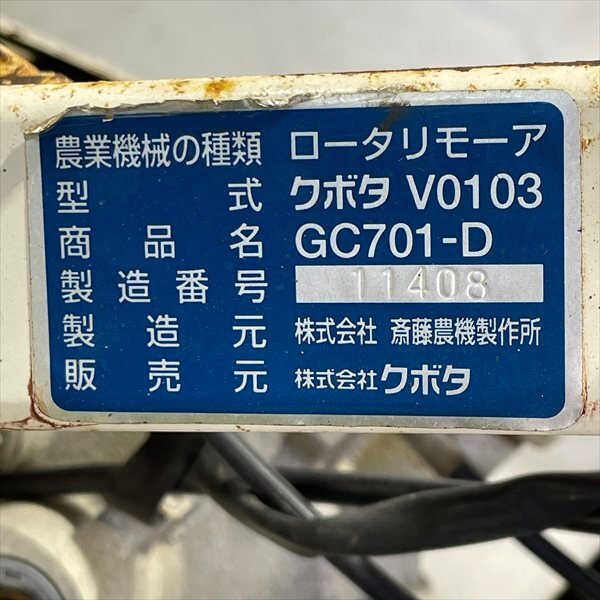 農業機械の種類 ロータリモーア
型式 クボタ V0103
商品名 GC701-D
製造番号 11408
製造元 株式会社 斎藤農機製作所
販売元 株式会社クボタ